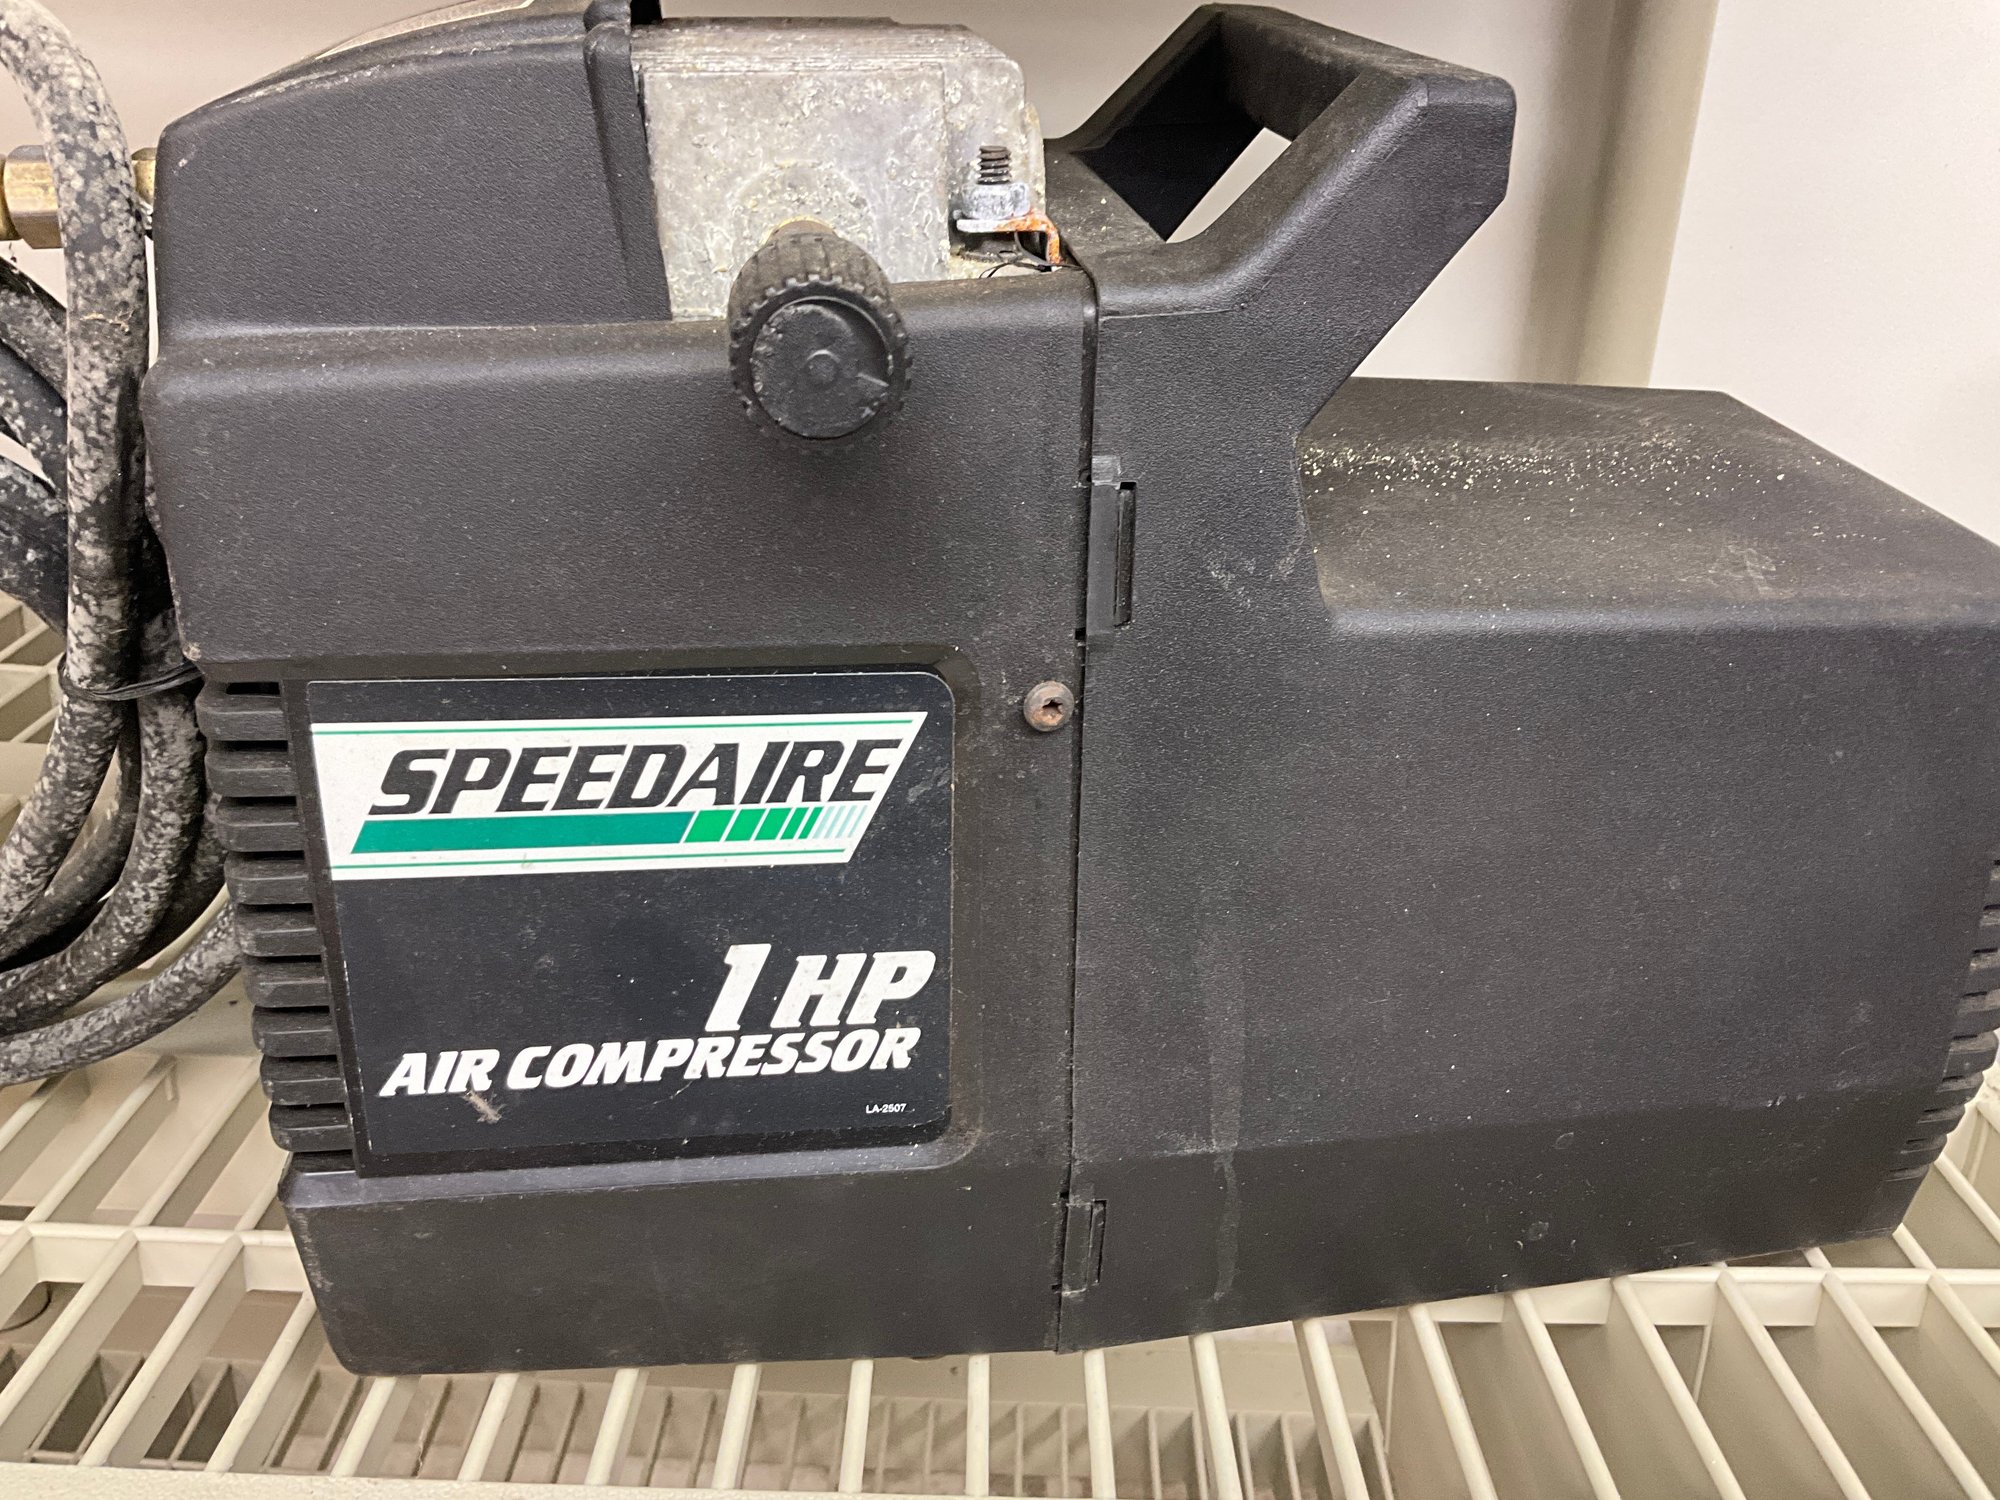 SPEEDAIRE
1 HP
AIR COMPRESSOR
LA-2507